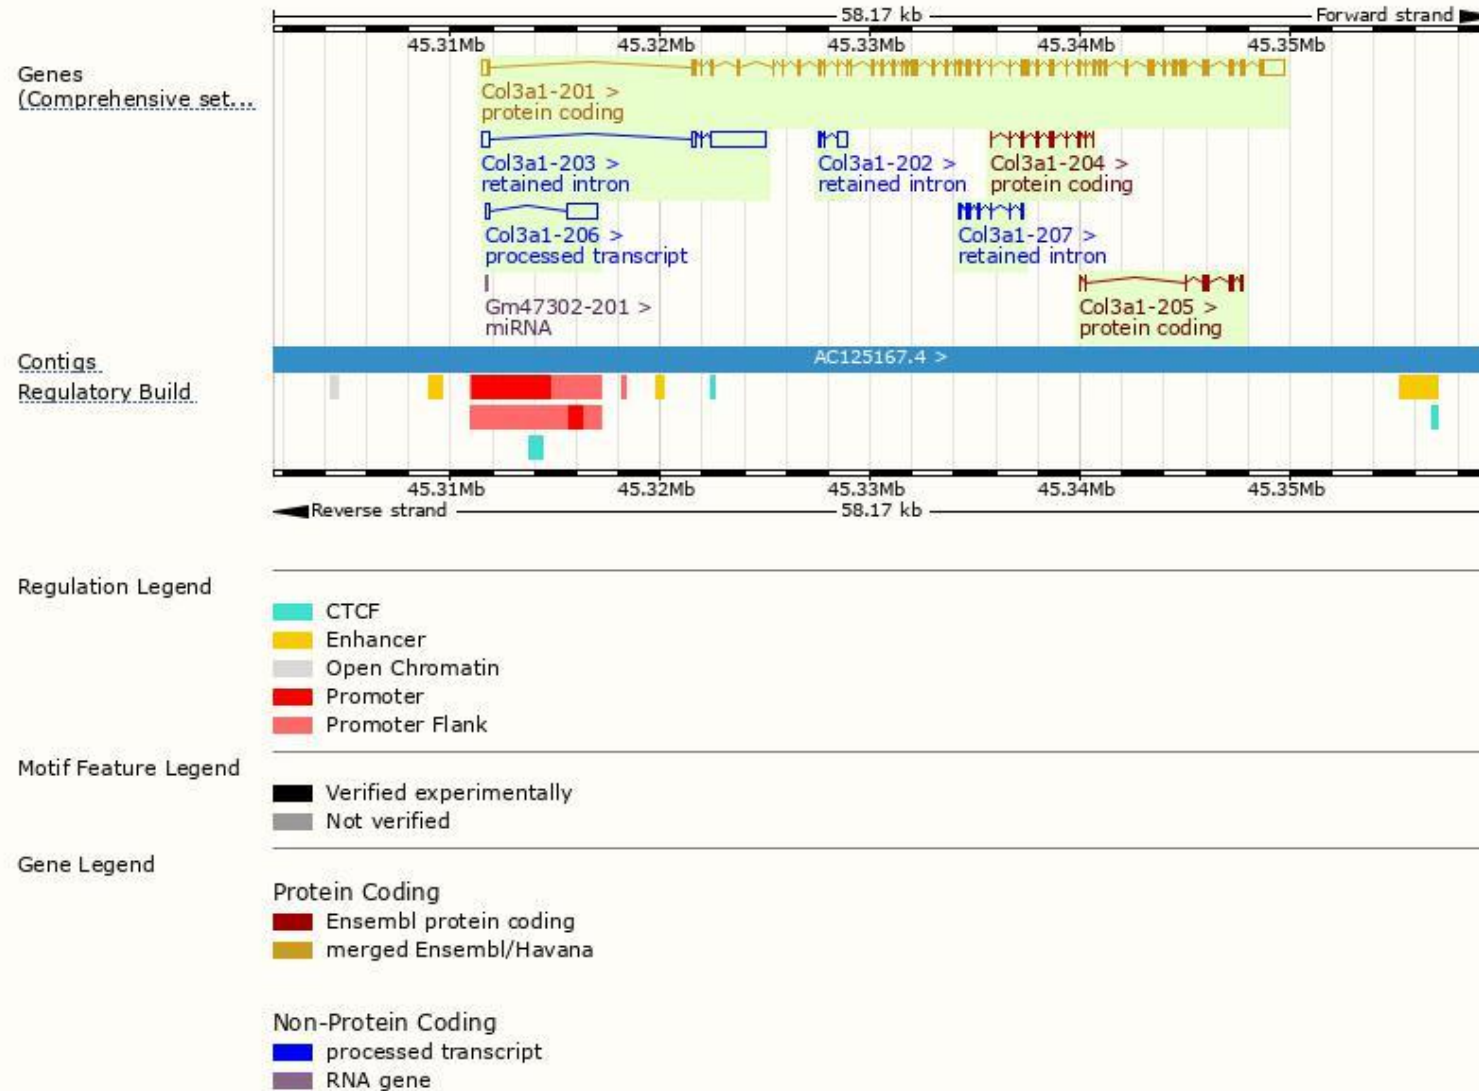 58.17 kb Forward strand
45.31Mb 45.32Mb 45.33Mb 45.34Mb 45.35Mb
Genes
(Comprehensive set...
Col3a1-201 >
protein coding
Col3a1-203 > Col3a1-202 > Col3a1-204 >
retained intron retained intron protein coding
Col3a1-206 > Col3a1-207 >
processed transcript retained intron
Gm47302-201 > Col3a1-205 >
miRNA protein coding
Contigs AC125167.4 >
Regulatory Build
45.31Mb 45.32Mb 45.33Mb 45.34Mb 45.35Mb
Reverse strand 58.17 kb
Regulation Legend
CTCF
Enhancer
Open Chromatin
Promoter
Promoter Flank
Motif Feature Legend
Verified experimentally
Not verified
Gene Legend
Protein Coding
Ensembl protein coding
merged Ensembl/Havana
Non-Protein Coding
processed transcript
RNA gene